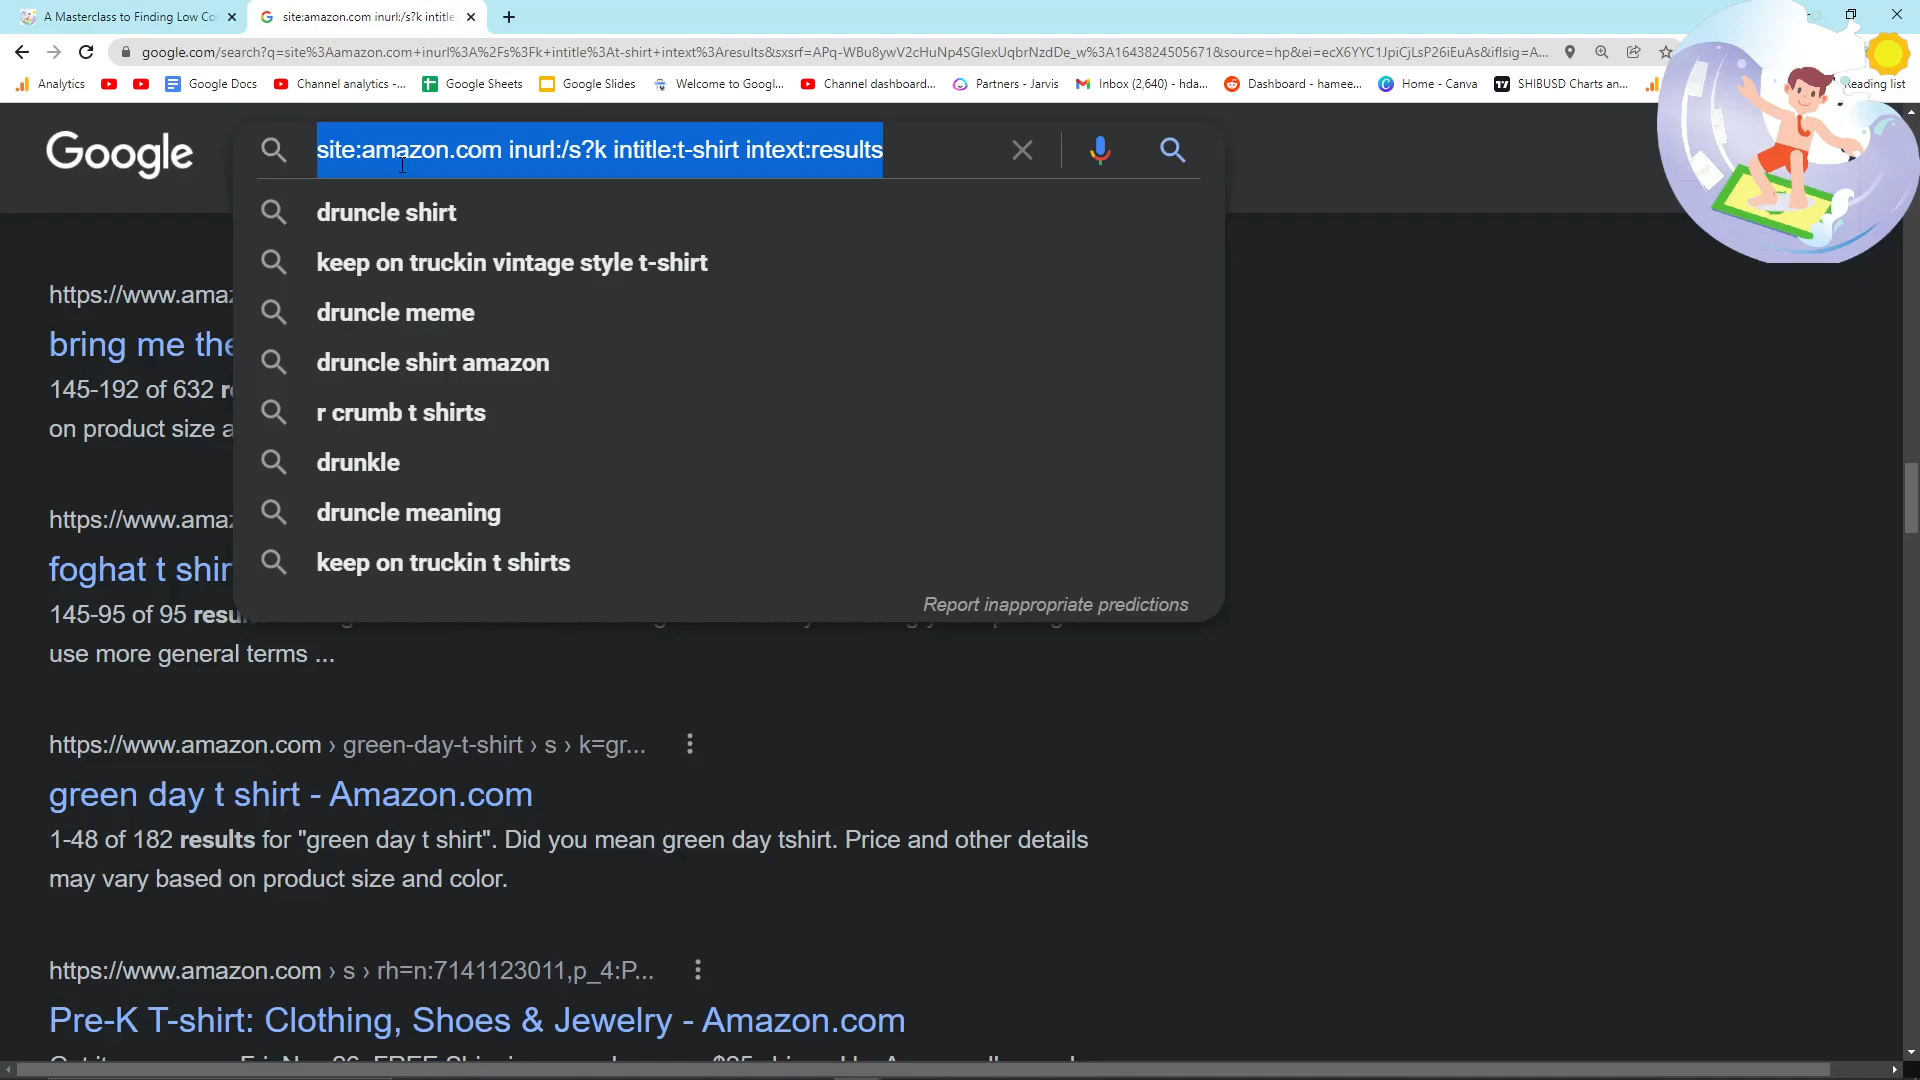 A Masterclass to Finding Low Co
site:amazon.com inurl:/s?k intitle
google.com/search?q=site%3Aamazon.com+inurl%3A%2Fs%3Fk+intitle%3At-shirt+intext%3Aresults&sxsrf=APq-WBu8ywV2cHuNp4SGlexUqbrNzdDe_w%3A1643824505671&source=hp&ei=ecX6YYC1JpiCjLsP26iEuAs&iflsig=A...
Analytics
Google Docs
Channel analytics -...
Google Sheets
Google Slides
Welcome to Googl...
Channel dashboard...
Partners - Jarvis
Inbox (2,640) - hda...
Dashboard - hamee...
Home - Canva
SHIBUSD Charts an...
Reading list
Google
site:amazon.com inurl:/s?k intitle:t-shirt intext:results
druncle shirt
keep on truckin vintage style t-shirt
druncle meme
druncle shirt amazon
r crumb t shirts
drunkle
druncle meaning
keep on truckin t shirts
Report inappropriate predictions
https://www.amaz
bring me the
145-192 of 632 re
on product size a
https://www.amaz
foghat t shir
145-95 of 95 resu
use more general terms ...
https://www.amazon.com › green-day-t-shirt › s › k=gr...
green day t shirt - Amazon.com
1-48 of 182 results for "green day t shirt". Did you mean green day tshirt. Price and other details
may vary based on product size and color.
https://www.amazon.com › s › rh=n:7141123011,p_4:P...
Pre-K T-shirt: Clothing, Shoes & Jewelry - Amazon.com